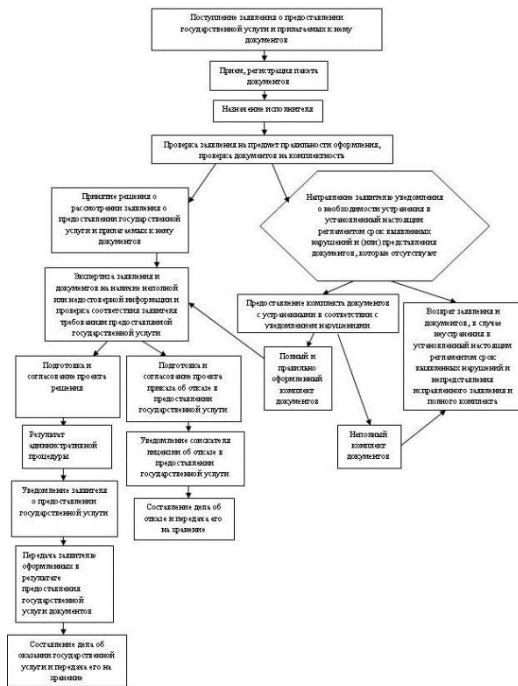 Поступление заявления о предоставлении
государственной услуги и прилагаемых к нему
документов
Прием, регистрация пакета
документов
Назначение исполнителя
Проверка заявления на предмет правильности оформления,
проверка документов на комплектность
Принятие решения о
рассмотрении заявления о
предоставлении государственной
услуги и прилагаемых к нему
документов
Направление заявителю уведомления
о необходимости устранения в
установленный настоящим
регламентом срок выявленных
нарушений и (или) представления
документов, которые отсутствуют
Экспертиза заявления и
документов на наличие неполной
или недостоверной информации и
проверка соответствия заявителя
требованиям предоставляемой
государственной услуги
Предоставление комплекта документов
с устраненными в соответствии с
уведомлением нарушениями
Возврат заявления и
документов, в случае
неустранения в
установленный настоящим
регламентом срок
выявленных нарушений и
непредставления
исправленного заявления и
полного комплекта
Полный и
правильно
оформленный
комплект
документов
Подготовка и
согласование проекта
решения
Подготовка и
согласование проекта
приказа об отказе в
предоставлении
государственной услуги
Неполный
комплект
документов
Результат
административной
процедуры
Уведомление соискателя
лицензии об отказе в
предоставлении
государственной услуги
Уведомление заявителя
о предоставлении
государственной услуги
Составление дела об
отказе и передача его
на хранение
Передача заявителю
оформленных в
результате
предоставления
государственной
услуги документов
Составление дела об
оказании государственной
услуги и передача его на
хранение